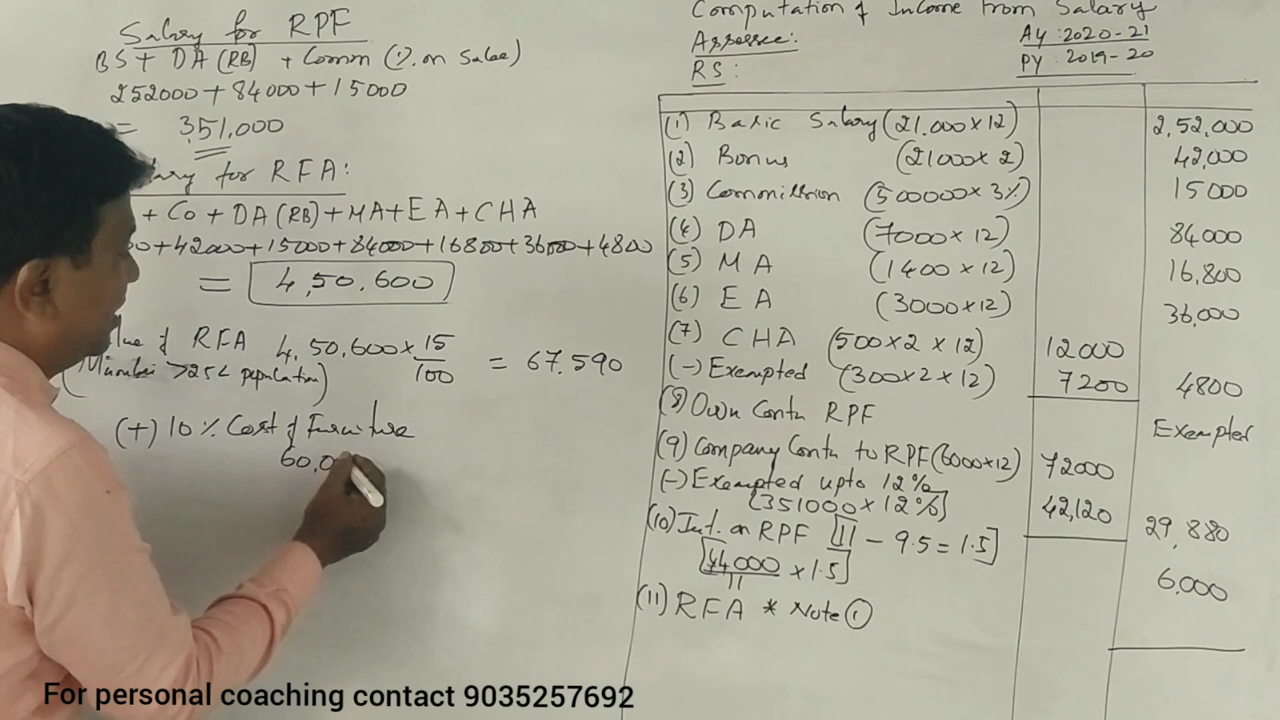 Salary for RPF
BS + DA (RB) + Comm (% on Sales)
252000 + 84000 + 15000
= 351,000
for RFA:
+ Co + DA (RB) + MA + EA + CHA
+ 42000 + 15000 + 84000 + 16800 + 36000 + 4800
= 4,50,600
of RFA 4,50,600 × 15/100 = 67,590
(Mumbai > 25L population)
(+) 10% Cost of Furniture
60,0
Computation of Income from Salary
Assessee: AY : 2020-21
RS : PY : 2019-20
(1) Basic Salary (21,000 × 12) 2,52,000
(2) Bonus (21000 × 2) 42,000
(3) Commission (500000 × 3%) 15000
(4) DA (7000 × 12) 84000
(5) MA (1400 × 12) 16,800
(6) EA (3000 × 12) 36,000
(7) CHA (500 × 2 × 12) 12000
(-) Exempted (300 × 2 × 12) 7200 4800
(8) Own Contn RPF Exempted
(9) Company Contn to RPF (6000 × 12) 72000
(-) Exempted upto 12%
[351000 × 12%] 42,120 29,880
(10) Int. on RPF [11 - 9.5 = 1.5]
[44000/11 × 1.5] 6,000
(11) RFA * Note ①
For personal coaching contact 9035257692